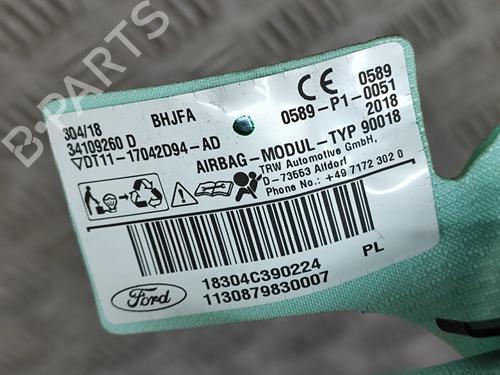 304/18 BHJFA
34109260 D
DT11-17042D94-AD
CE 0589
0589-P1-0051
2018
AIRBAG-MODUL-TYP 90018
TRW Automotive GmbH,
D-73553 Alfdorf
Phone No.: +49 7172 302 0
PL
18304C390224
1130879830007
Ford
B-PARTS